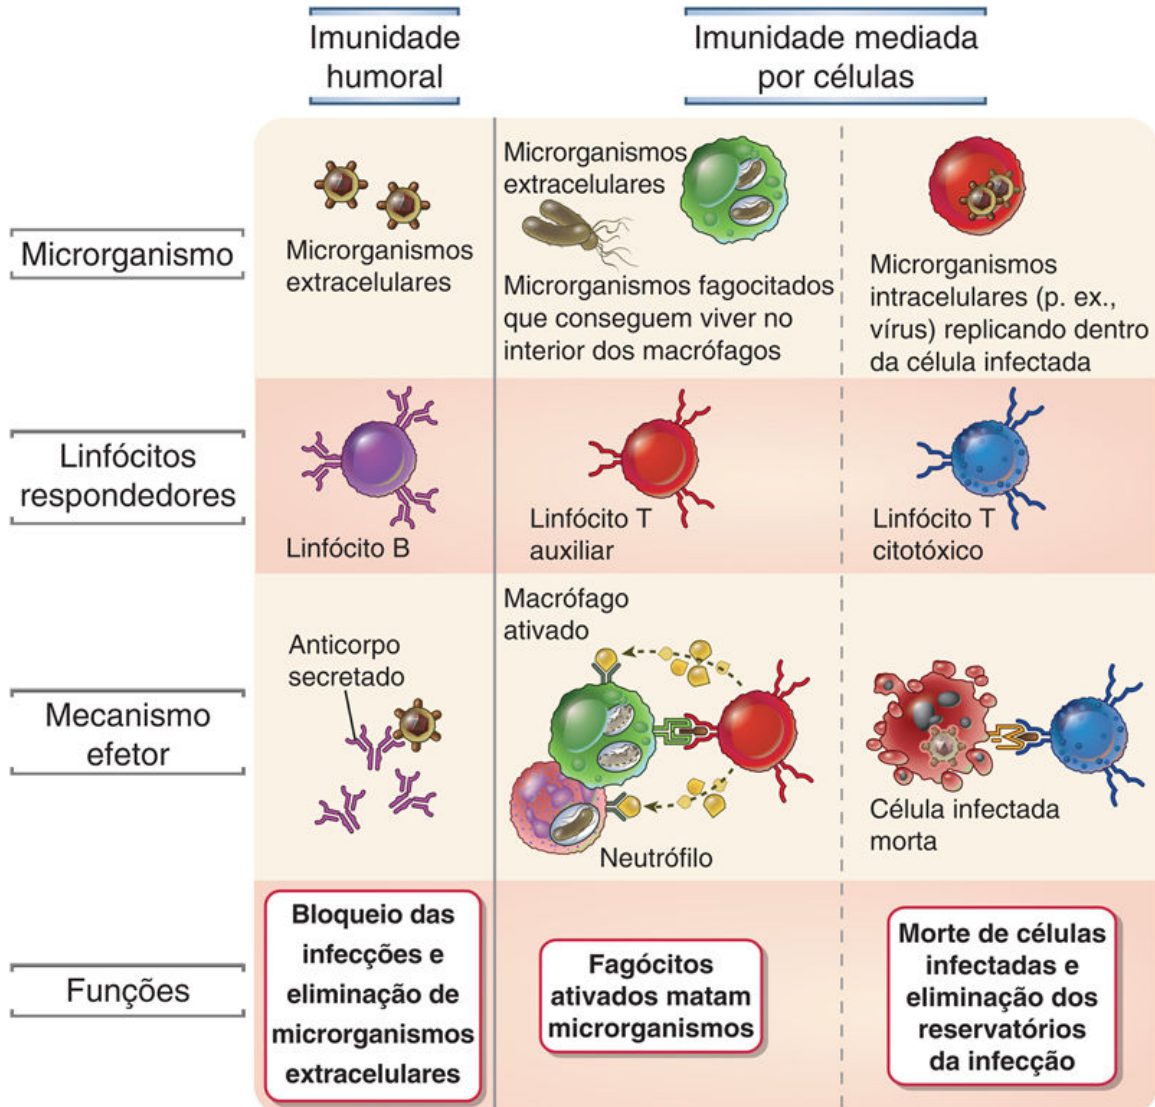 Imunidade
humoral
Imunidade mediada
por células
Microrganismo
Microrganismos
extracelulares
Microrganismos
extracelulares
Microrganismos fagocitados
que conseguem viver no
interior dos macrófagos
Microrganismos
intracelulares (p. ex.,
vírus) replicando dentro
da célula infectada
Linfócitos
respondedores
Linfócito B
Linfócito T
auxiliar
Linfócito T
citotóxico
Mecanismo
efetor
Anticorpo
secretado
Macrófago
ativado
Neutrófilo
Célula infectada
morta
Funções
Bloqueio das
infecções e
eliminação de
microrganismos
extracelulares
Fagócitos
ativados matam
microrganismos
Morte de células
infectadas e
eliminação dos
reservatórios
da infecção